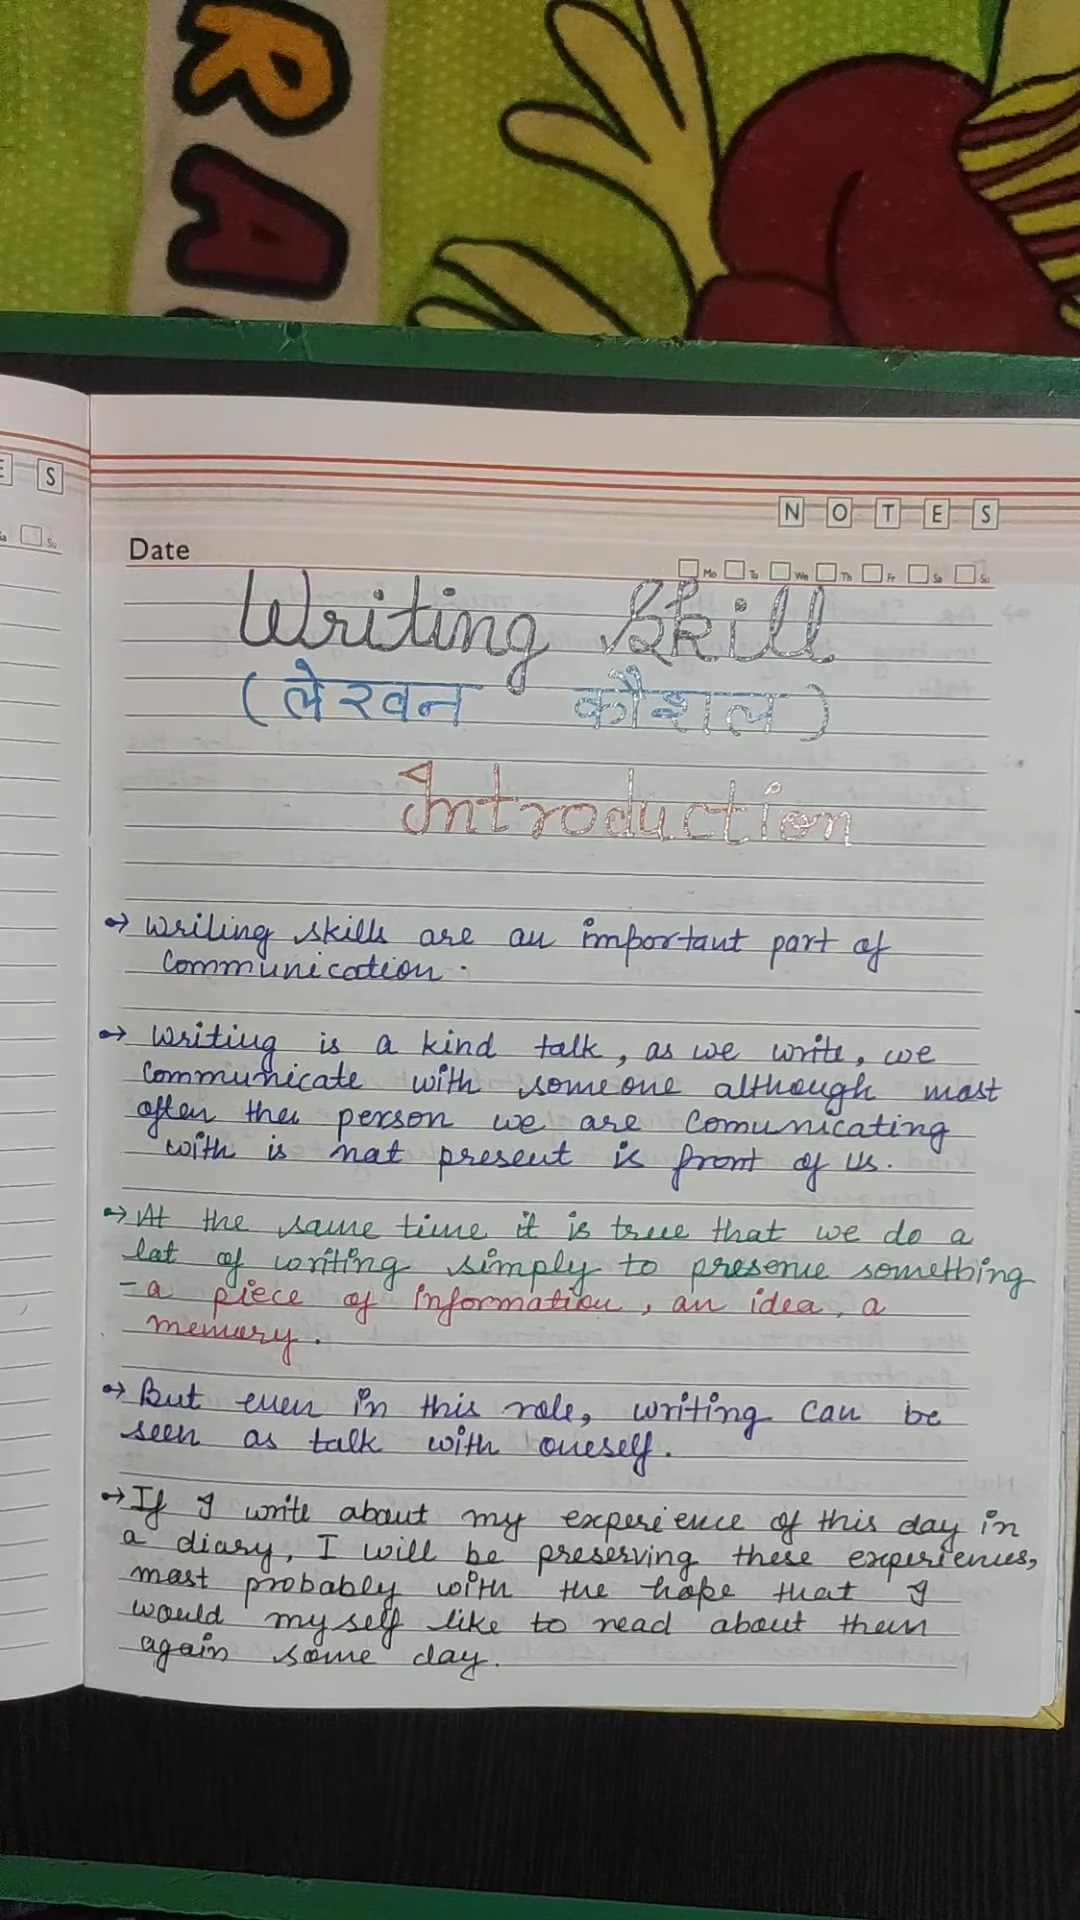 RA
E S
Sa Su
NOTES
Date
Mo Tu We Th Fr Sa Su
Writing Skill
(लेखन कौशल)
Introduction
→ Writing skills are an important part of
Communication.
→ Writing is a kind talk, as we write, we
Communicate with someone although most
often the person we are Comunicating
with is not present is front of us.
→ At the same time it is true that we do a
lot of writing simply to preserve something
- a piece of information, an idea, a
memory.
→ But even in this role, writing Can be
seen as talk with oneself.
→ If I write about my experience of this day in
a diary, I will be preserving these experiences,
most probably with the hope that I
would myself like to read about them
again some day.